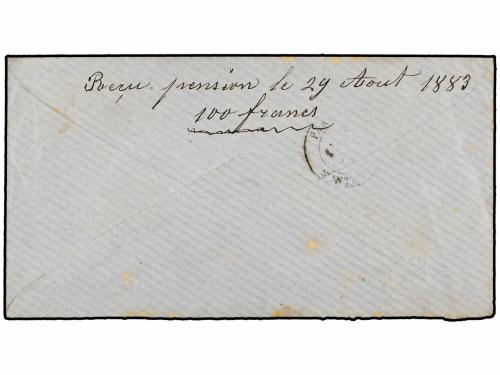 Reçu. pension le 29 Aout 1883
100 francs